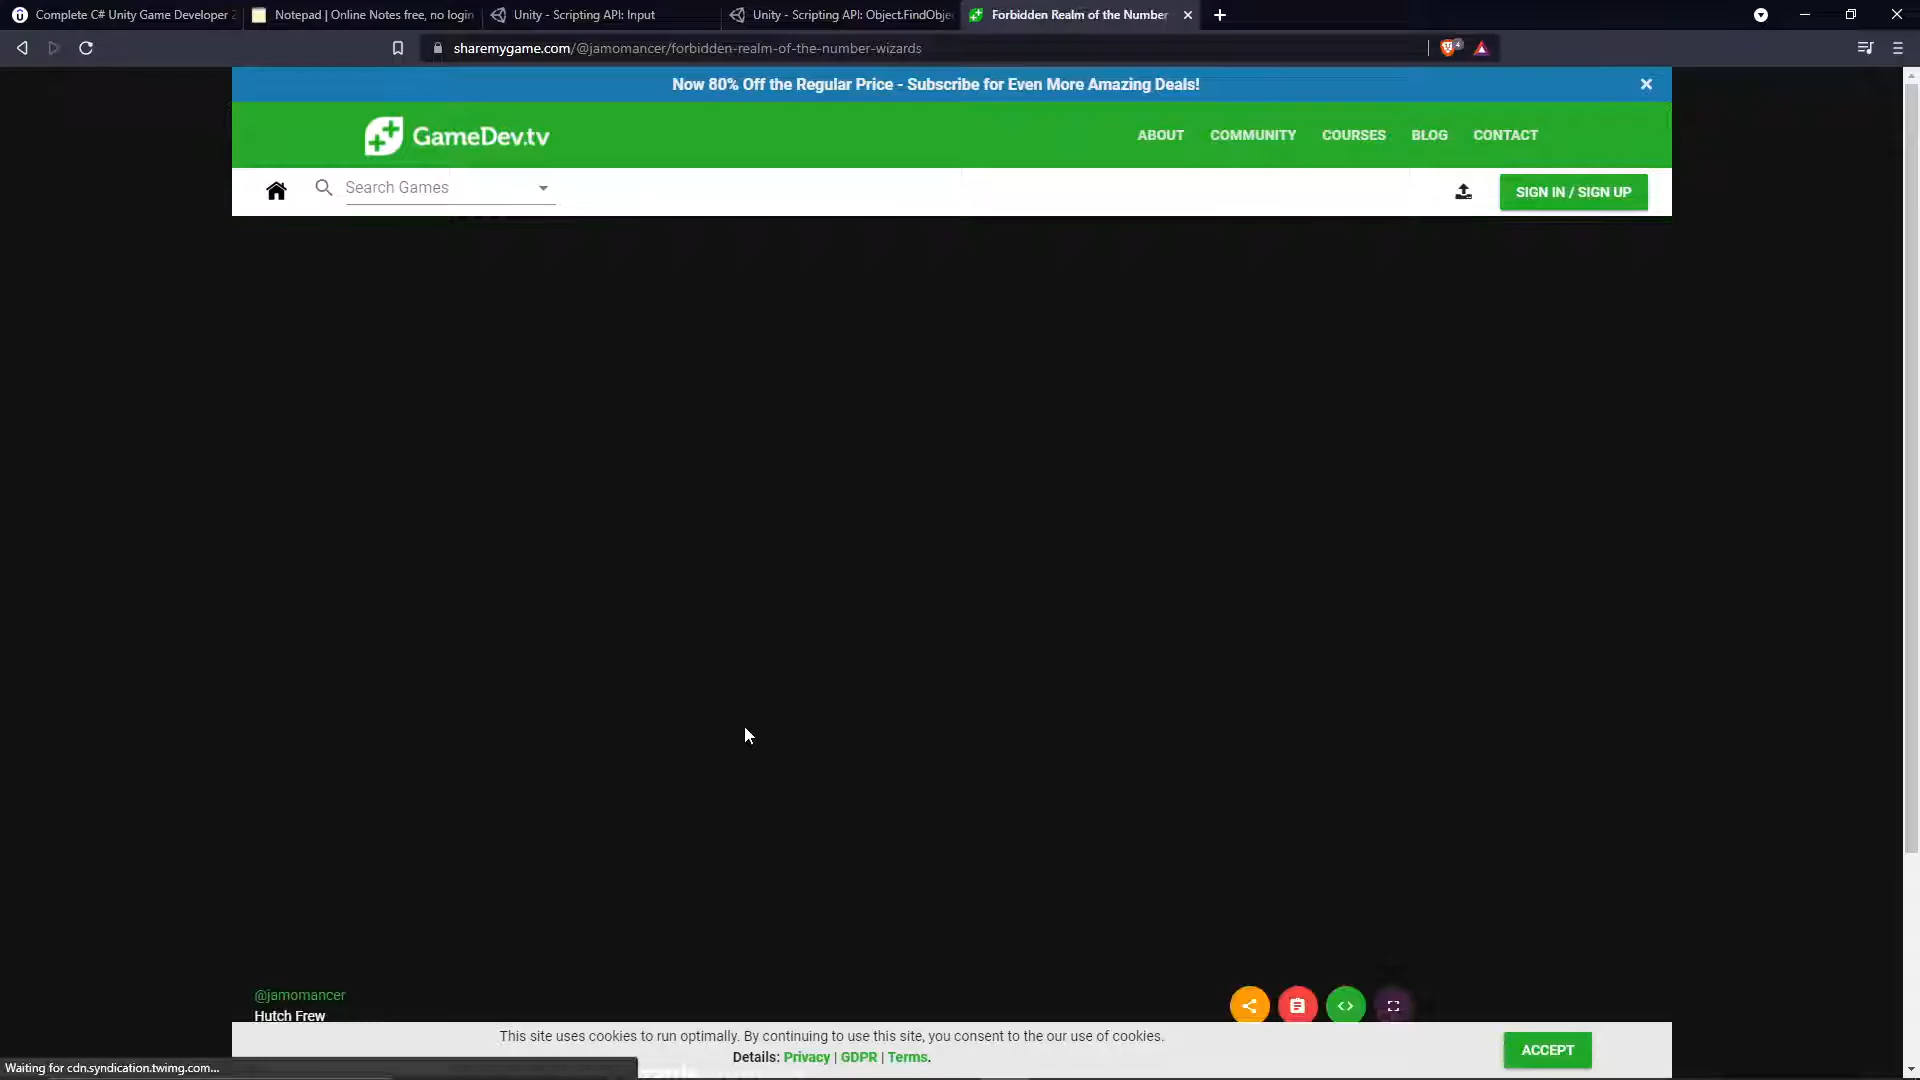 Complete C# Unity Game Developer 2
Notepad | Online Notes free, no login
Unity - Scripting API: Input
Unity - Scripting API: Object.FindObje
Forbidden Realm of the Number
sharemygame.com/@jamomancer/forbidden-realm-of-the-number-wizards
4
Now 80% Off the Regular Price - Subscribe for Even More Amazing Deals!
GameDev.tv
ABOUT
COMMUNITY
COURSES
BLOG
CONTACT
Search Games
SIGN IN / SIGN UP
@jamomancer
Hutch Frew
This site uses cookies to run optimally. By continuing to use this site, you consent to the our use of cookies.
Details: Privacy | GDPR | Terms.
ACCEPT
Waiting for cdn.syndication.twimg.com...